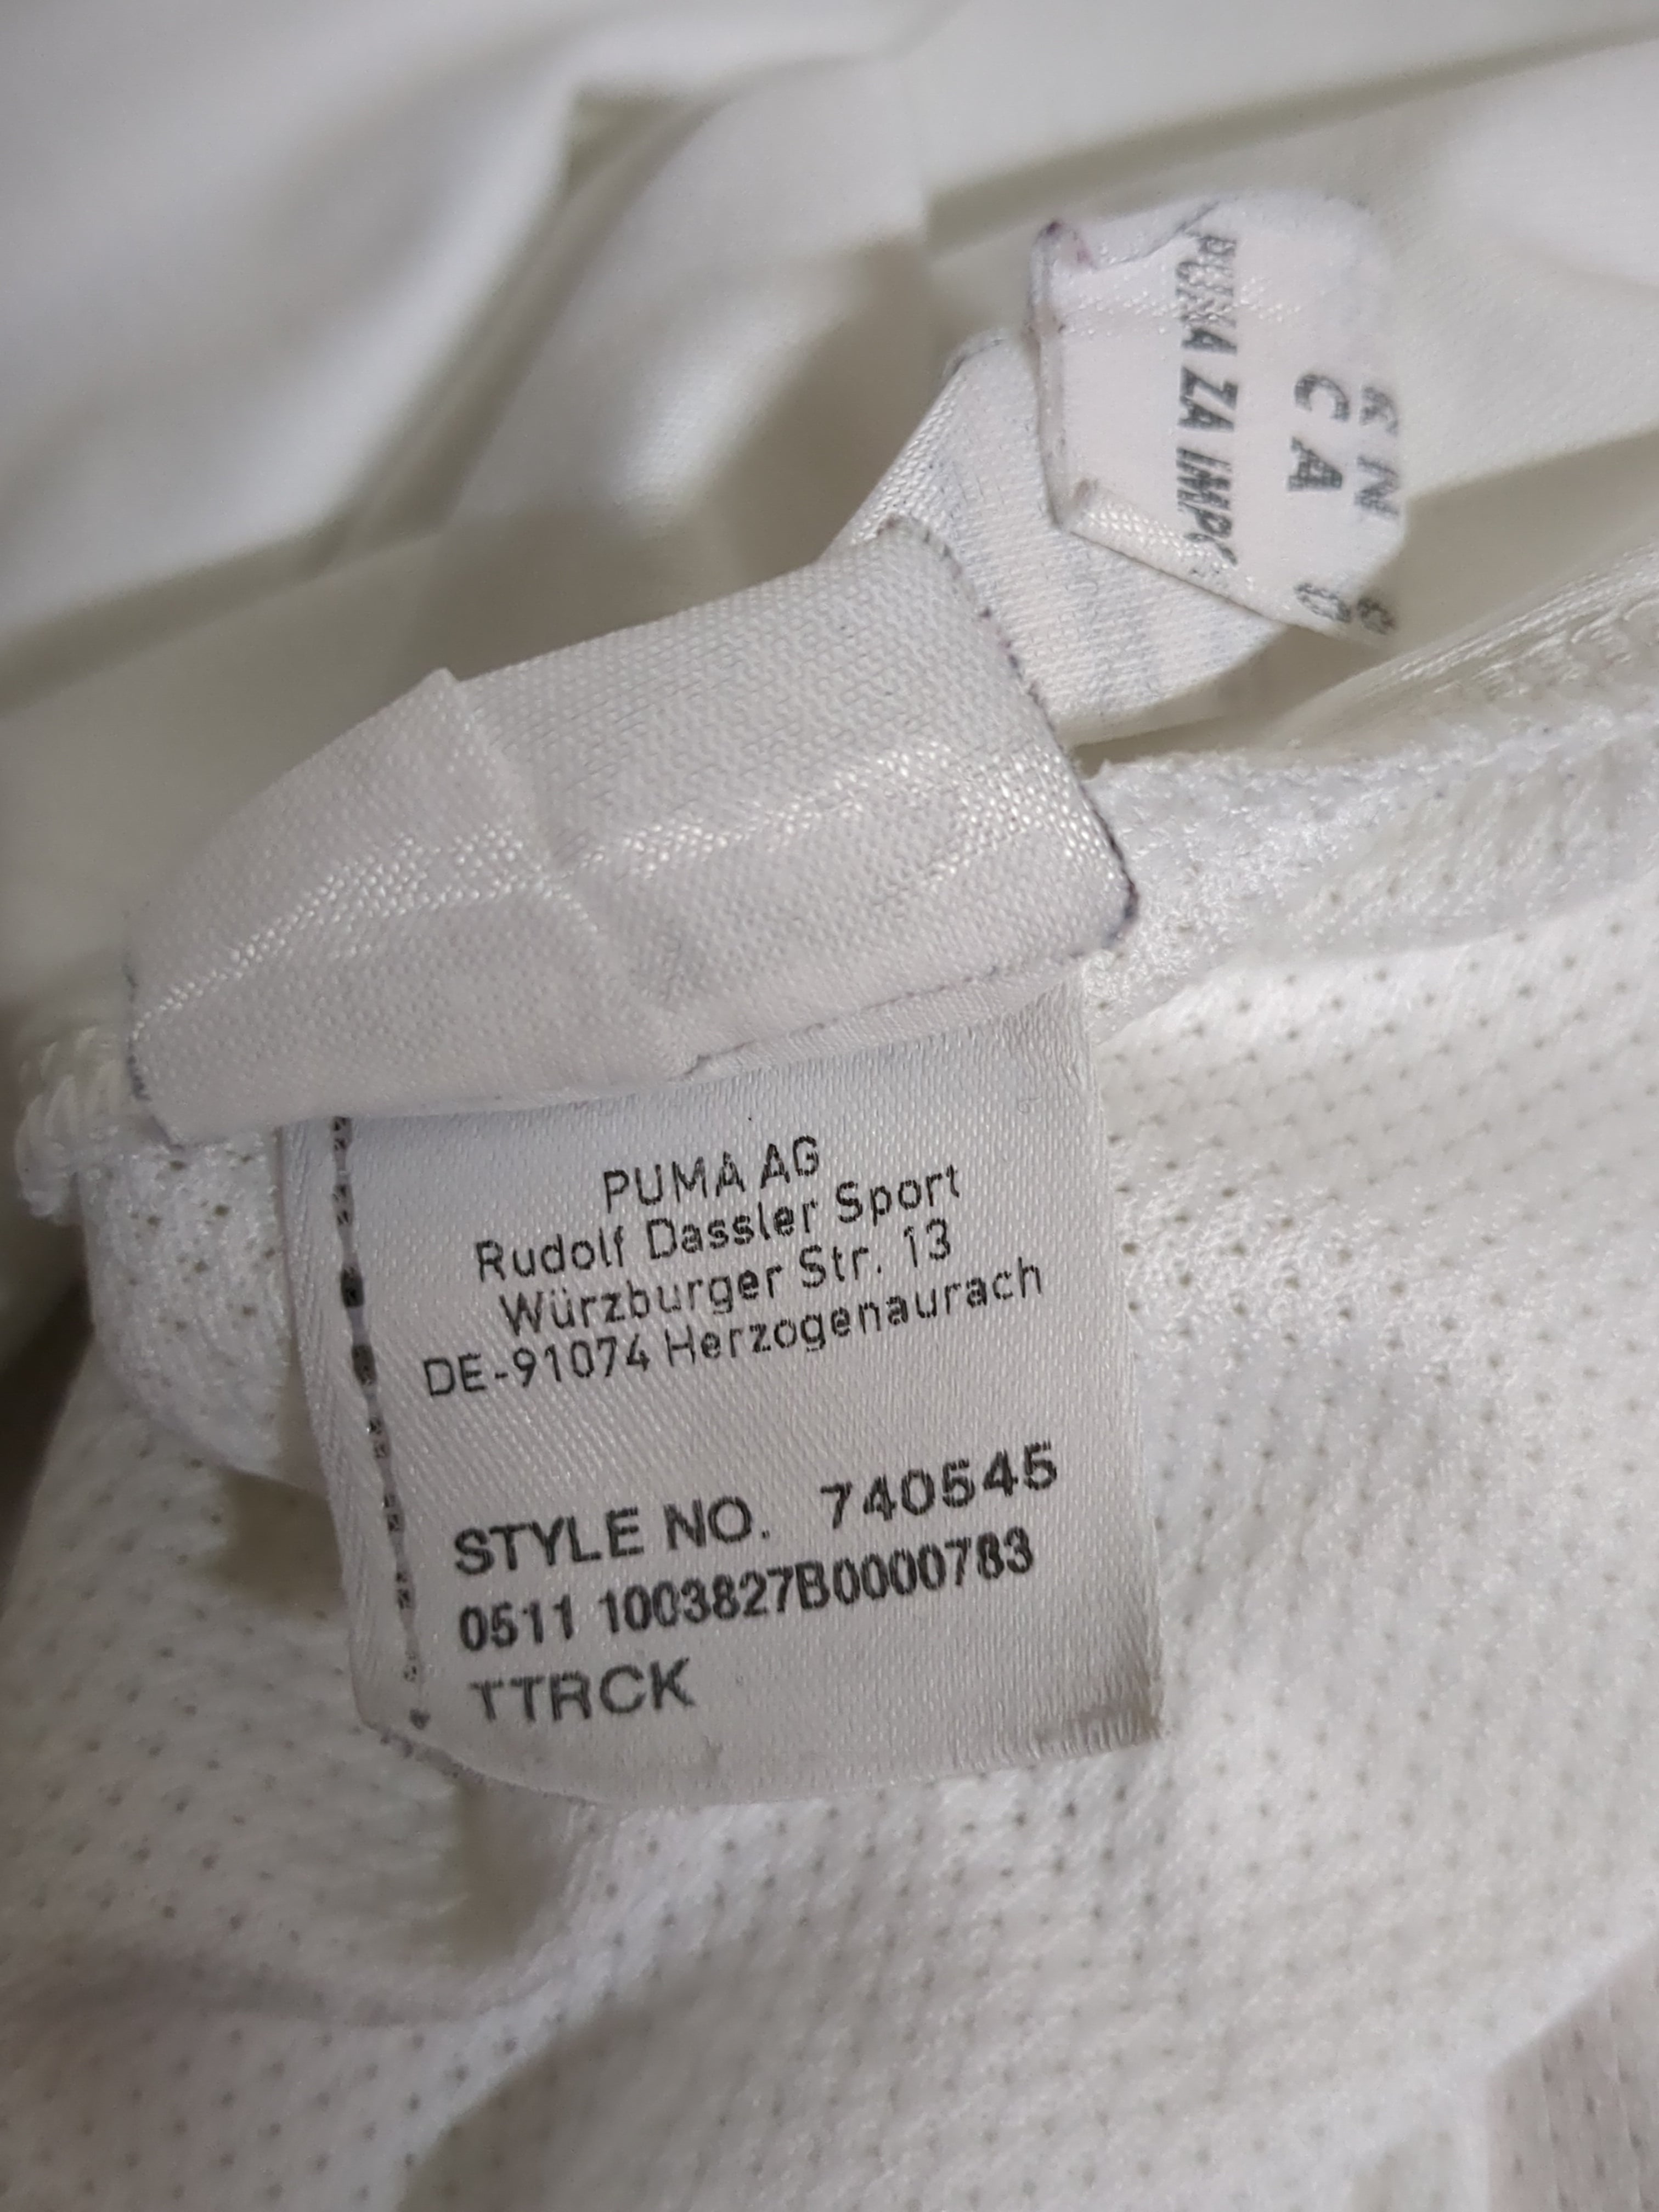 PUMA ZA IMPO
CA
PUMA AG
Rudolf Dassler Sport
Würzburger Str. 13
DE-91074 Herzogenaurach
STYLE NO. 740545
0511 1003827B0000783
TTRCK